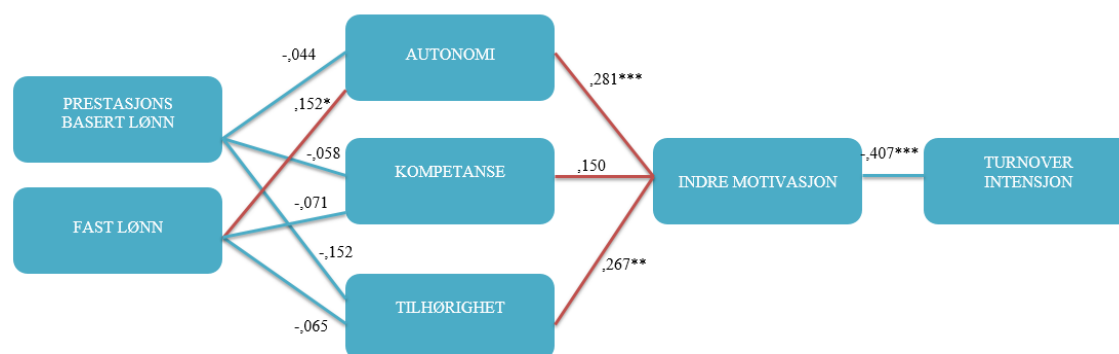 -,044
AUTONOMI
,281***
PRESTASJONS
BASERT LØNN
,152*
-,058
KOMPETANSE
,150
INDRE MOTIVASJON
-,407***
TURNOVER
INTENSJON
-,071
FAST LØNN
-,152
,267**
TILHØRIGHET
-,065